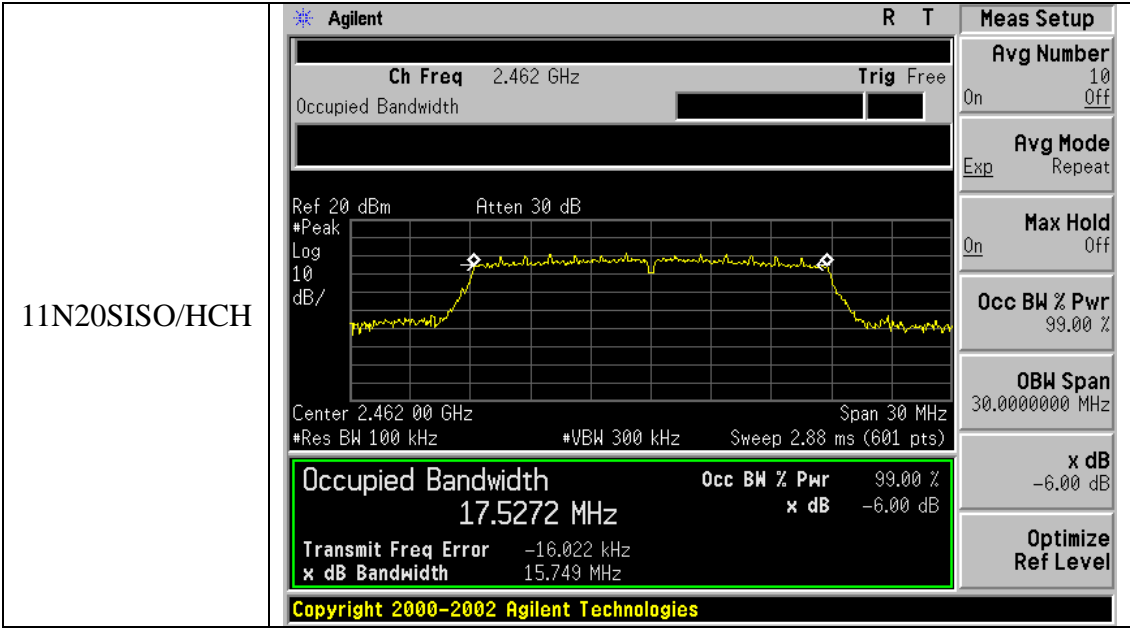 11N20SISO/HCH
Agilent R T
Ch Freq 2.462 GHz Trig Free
Occupied Bandwidth
Ref 20 dBm Atten 30 dB
#Peak
Log
10
dB/
Center 2.462 00 GHz Span 30 MHz
#Res BW 100 kHz #VBW 300 kHz Sweep 2.88 ms (601 pts)
Occupied Bandwidth
17.5272 MHz
Occ BW % Pwr 99.00 %
x dB -6.00 dB
Transmit Freq Error -16.022 kHz
x dB Bandwidth 15.749 MHz
Copyright 2000-2002 Agilent Technologies
Meas Setup
Avg Number
10
On Off
Avg Mode
Exp Repeat
Max Hold
On Off
Occ BW % Pwr
99.00 %
OBW Span
30.0000000 MHz
x dB
-6.00 dB
Optimize
Ref Level